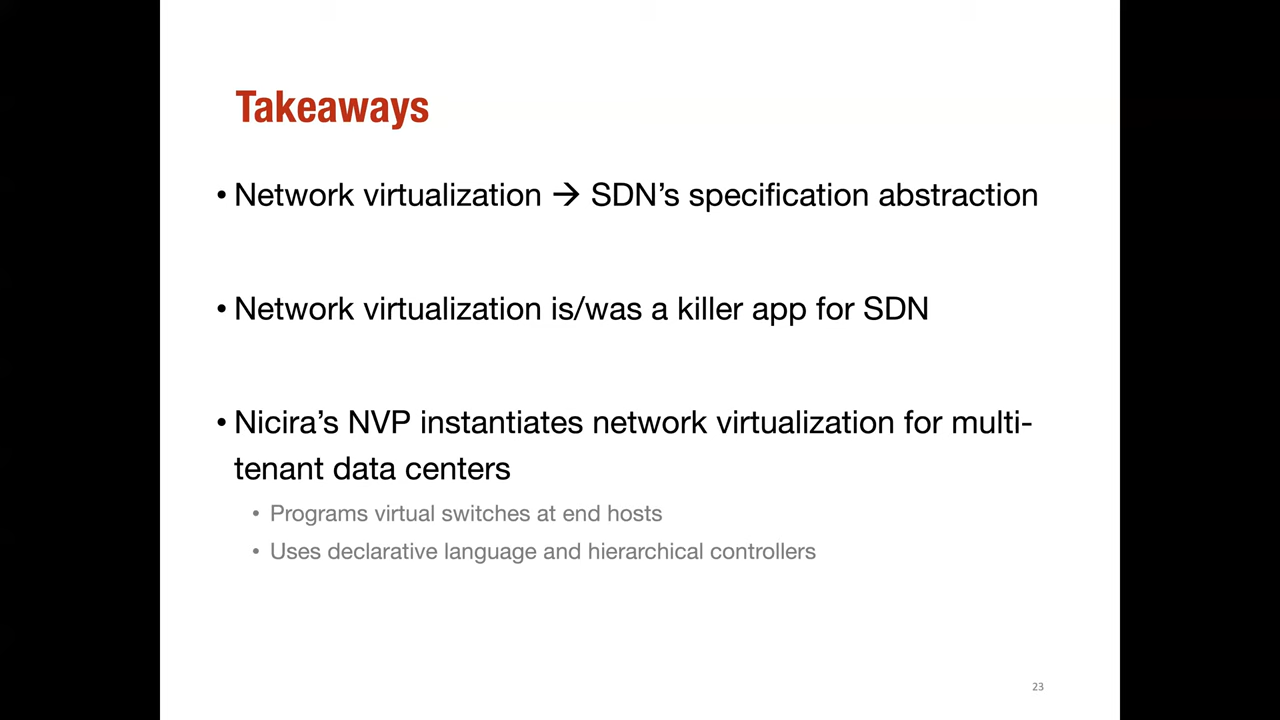 Takeaways
• Network virtualization → SDN’s specification abstraction
• Network virtualization is/was a killer app for SDN
• Nicira’s NVP instantiates network virtualization for multi-
tenant data centers
• Programs virtual switches at end hosts
• Uses declarative language and hierarchical controllers
23